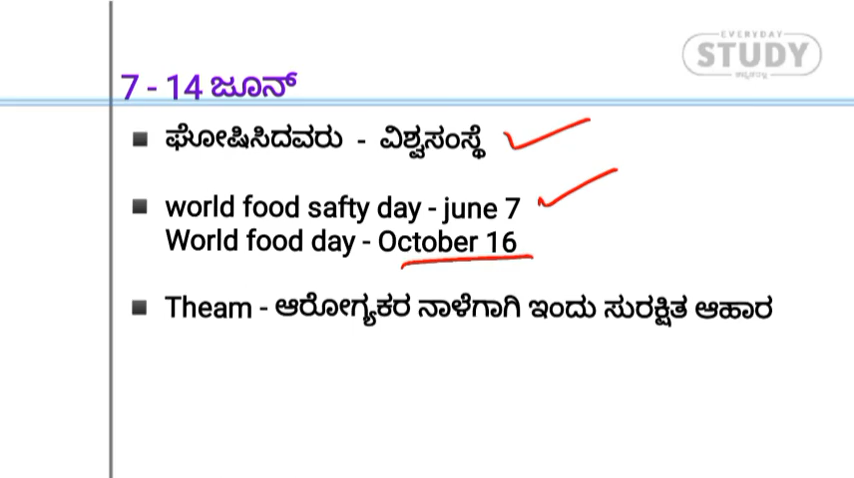 EVERYDAY
STUDY
7 - 14 ಜೂನ್
ಘೋಷಿಸಿದವರು - ವಿಶ್ವಸಂಸ್ಥೆ
world food safty day - june 7
World food day - October 16
Theam - ಆರೋಗ್ಯಕರ ನಾಳೆಗಾಗಿ ಇಂದು ಸುರಕ್ಷಿತ ಆಹಾರ